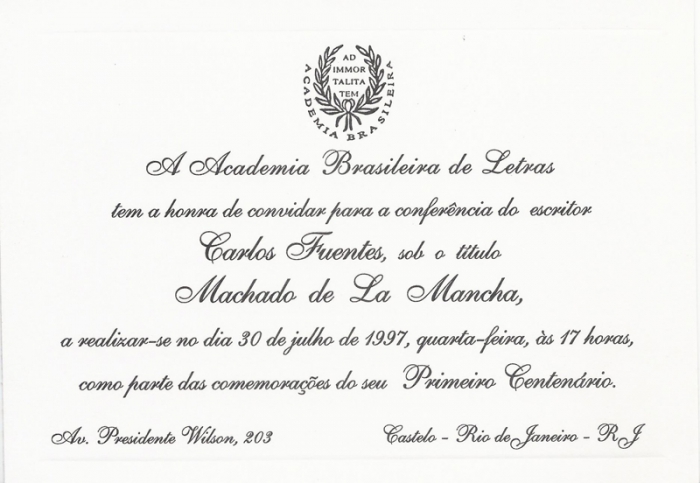 AD
IMMOR
TALITA
TEM
ACADEMIA BRASILEIRA
A Academia Brasileira de Letras
tem a honra de convidar para a conferência do escritor
Carlos Fuentes, sob o título
Machado de La Mancha,
a realizar-se no dia 30 de julho de 1997, quarta-feira, às 17 horas,
como parte das comemorações do seu Primeiro Centenário.
Av. Presidente Wilson, 203
Castelo - Rio de Janeiro - RJ